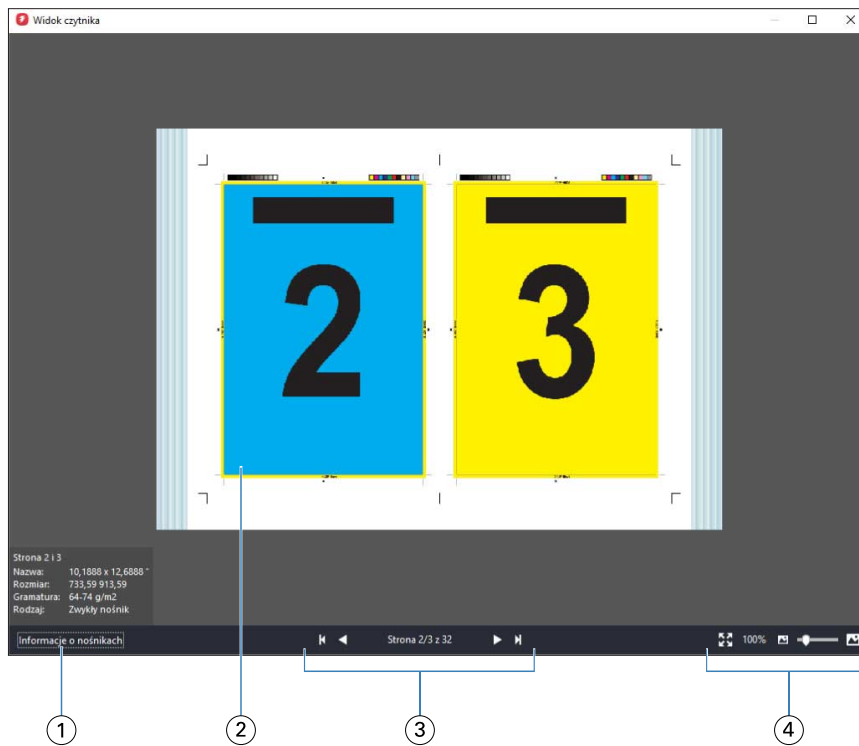 Widok czytnika
2
3
Strona 2 i 3
Nazwa: 10,1888 x 12,6888 "
Rozmiar: 733,59 913,59
Gramatura: 64-74 g/m2
Rodzaj: Zwykły nośnik
Informacje o nośnikach
Strona 2/3 z 32
100%
1
2
3
4